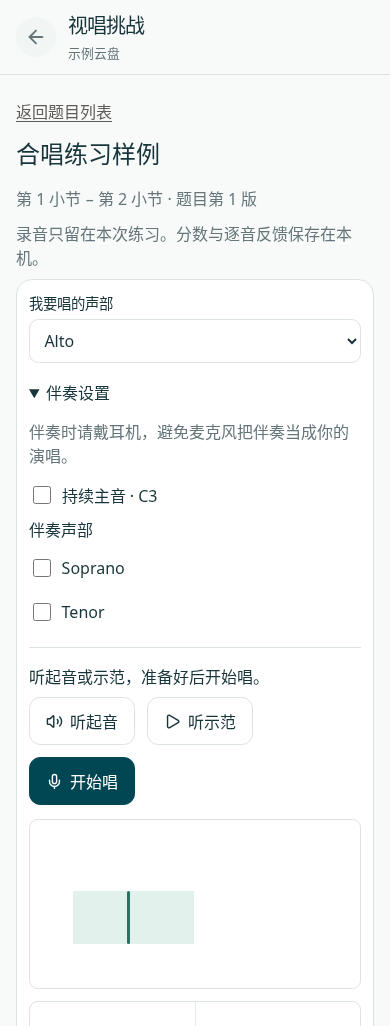 视唱挑战
示例云盘
返回题目列表
合唱练习样例
第 1 小节 – 第 2 小节 · 题目第 1 版
录音只留在本次练习。分数与逐音反馈保存在本
机。
我要唱的声部
Alto
伴奏设置
伴奏时请戴耳机，避免麦克风把伴奏当成你的
演唱。
持续主音 · C3
伴奏声部
Soprano
Tenor
听起音或示范，准备好后开始唱。
听起音
听示范
开始唱